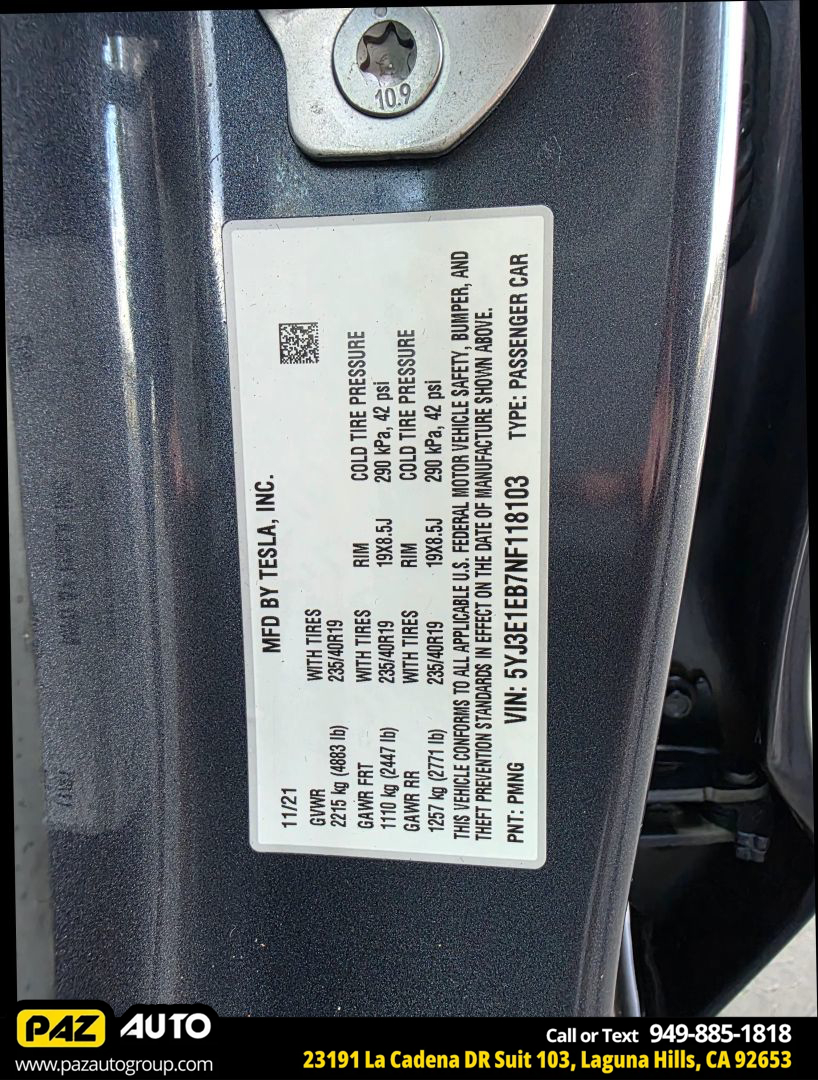 10.9
MFD BY TESLA, INC.
11/21
GVWR WITH TIRES
2215 kg (4883 lb) 235/40R19
GAWR FRT WITH TIRES RIM COLD TIRE PRESSURE
1110 kg (2447 lb) 235/40R19 19X8.5J 290 kPa, 42 psi
GAWR RR WITH TIRES RIM COLD TIRE PRESSURE
1257 kg (2771 lb) 235/40R19 19X8.5J 290 kPa, 42 psi
THIS VEHICLE CONFORMS TO ALL APPLICABLE U.S. FEDERAL MOTOR VEHICLE SAFETY, BUMPER, AND
THEFT PREVENTION STANDARDS IN EFFECT ON THE DATE OF MANUFACTURE SHOWN ABOVE.
PNT: PMNG VIN: 5YJ3E1EB7NF118103 TYPE: PASSENGER CAR
PAZ AUTO
www.pazautogroup.com
Call or Text 949-885-1818
23191 La Cadena DR Suit 103, Laguna Hills, CA 92653